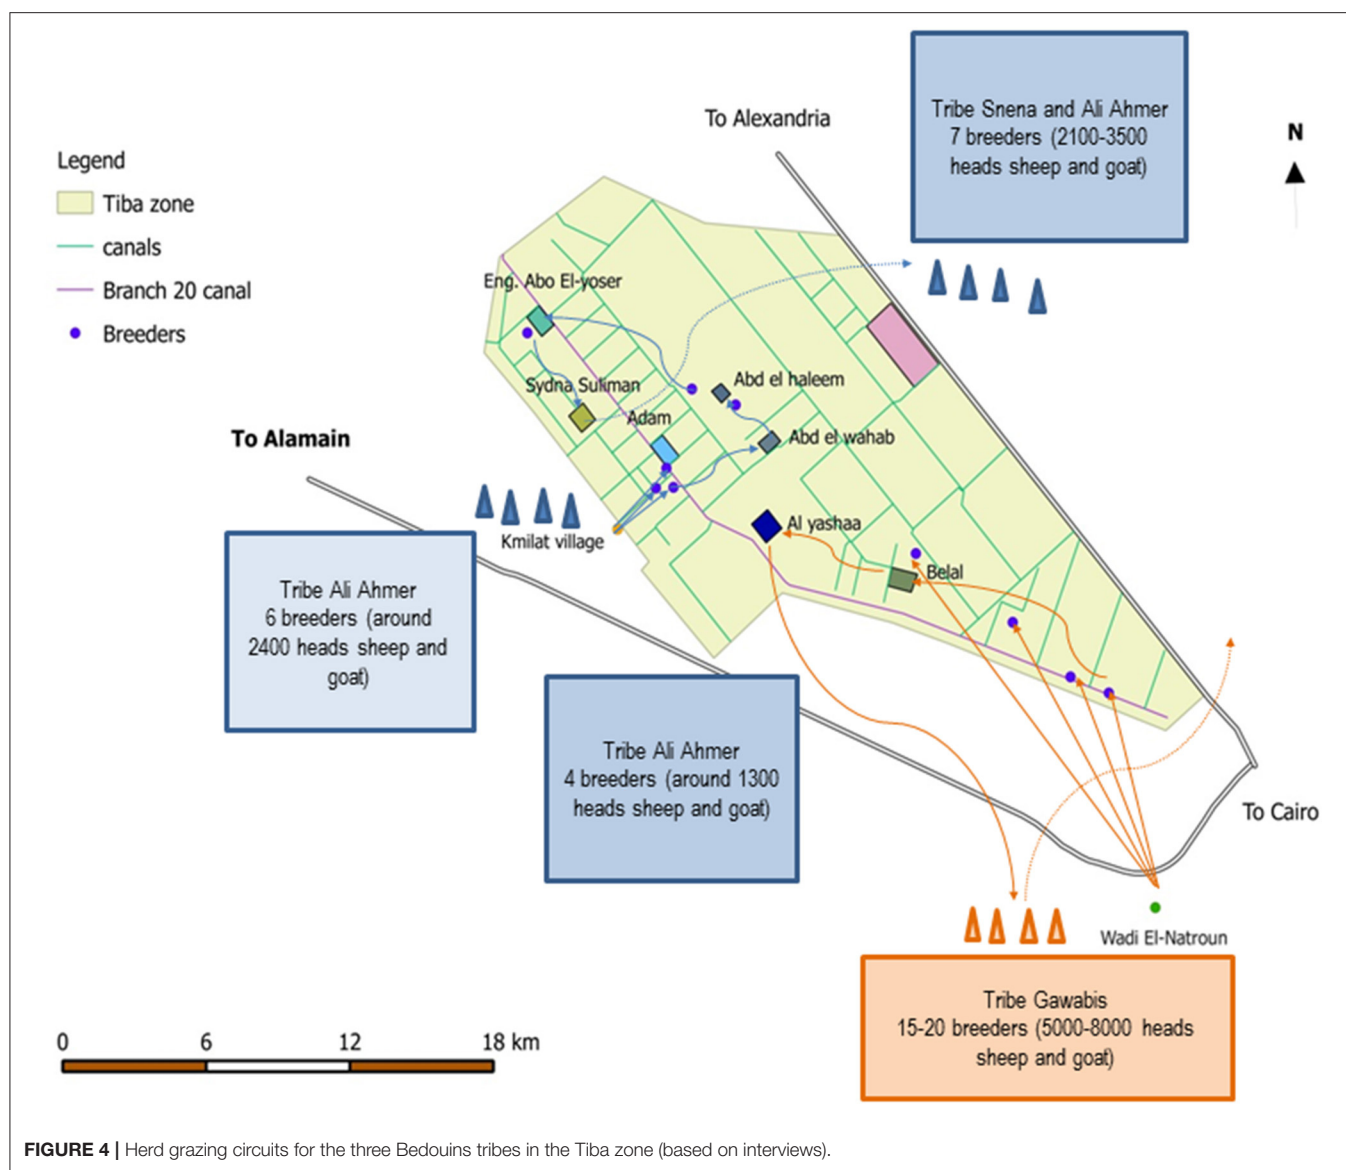 To Alexandria
Tribe Snena and Ali Ahmer
7 breeders (2100-3500
heads sheep and goat)
N
Legend
Tiba zone
canals
Branch 20 canal
Breeders
Eng. Abo El-yoser
Sydna Suliman
Abd el haleem
Adam
Abd el wahab
To Alamain
Al yashaa
Kmilat village
Belal
Tribe Ali Ahmer
6 breeders (around
2400 heads sheep and
goat)
Tribe Ali Ahmer
4 breeders (around 1300
heads sheep and goat)
To Cairo
Wadi El-Natroun
Tribe Gawabis
15-20 breeders (5000-8000 heads
sheep and goat)
0 6 12 18 km
FIGURE 4 | Herd grazing circuits for the three Bedouins tribes in the Tiba zone (based on interviews).